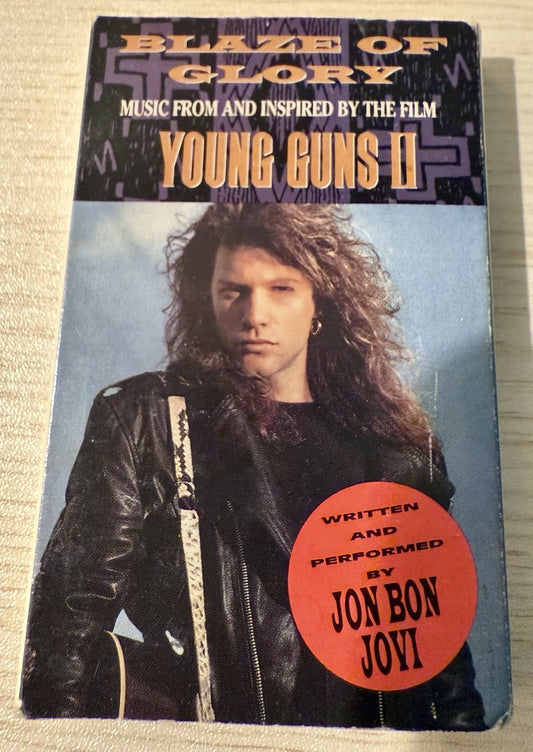 BLAZE OF
GLORY
MUSIC FROM AND INSPIRED BY THE FILM
YOUNG GUNS II
WRITTEN
AND
PERFORMED
BY
JON BON
JOVI